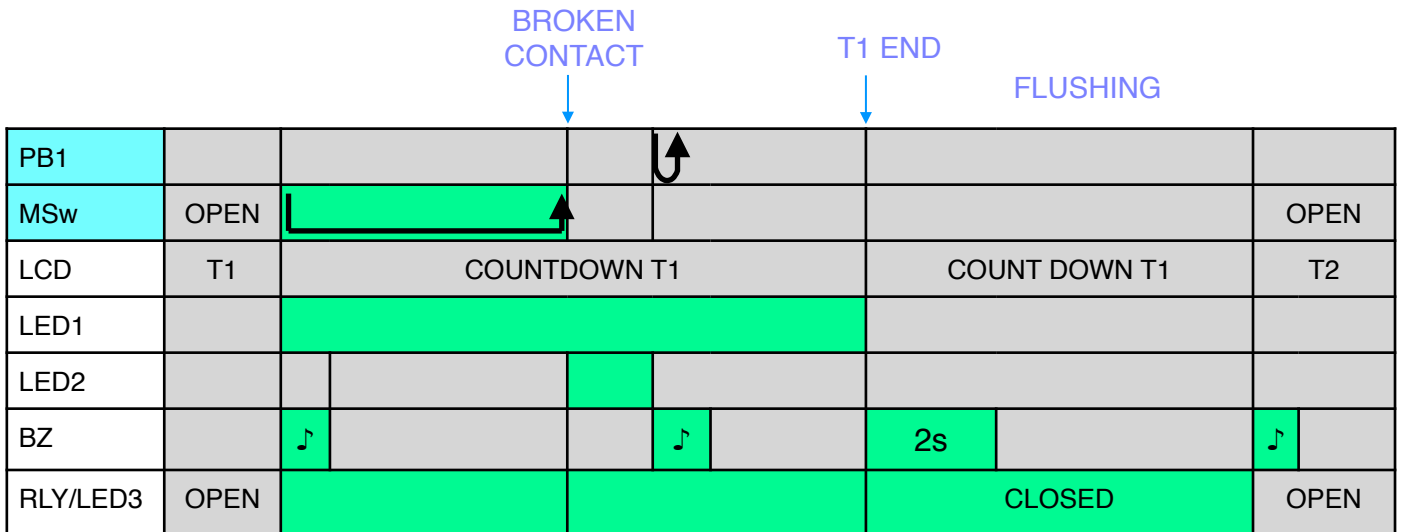 BROKEN
CONTACT
T1 END
FLUSHING
PB1
MSw OPEN OPEN
LCD T1 COUNTDOWN T1 COUNT DOWN T1 T2
LED1
LED2
BZ ♪ ♪ 2s ♪
RLY/LED3 OPEN CLOSED OPEN